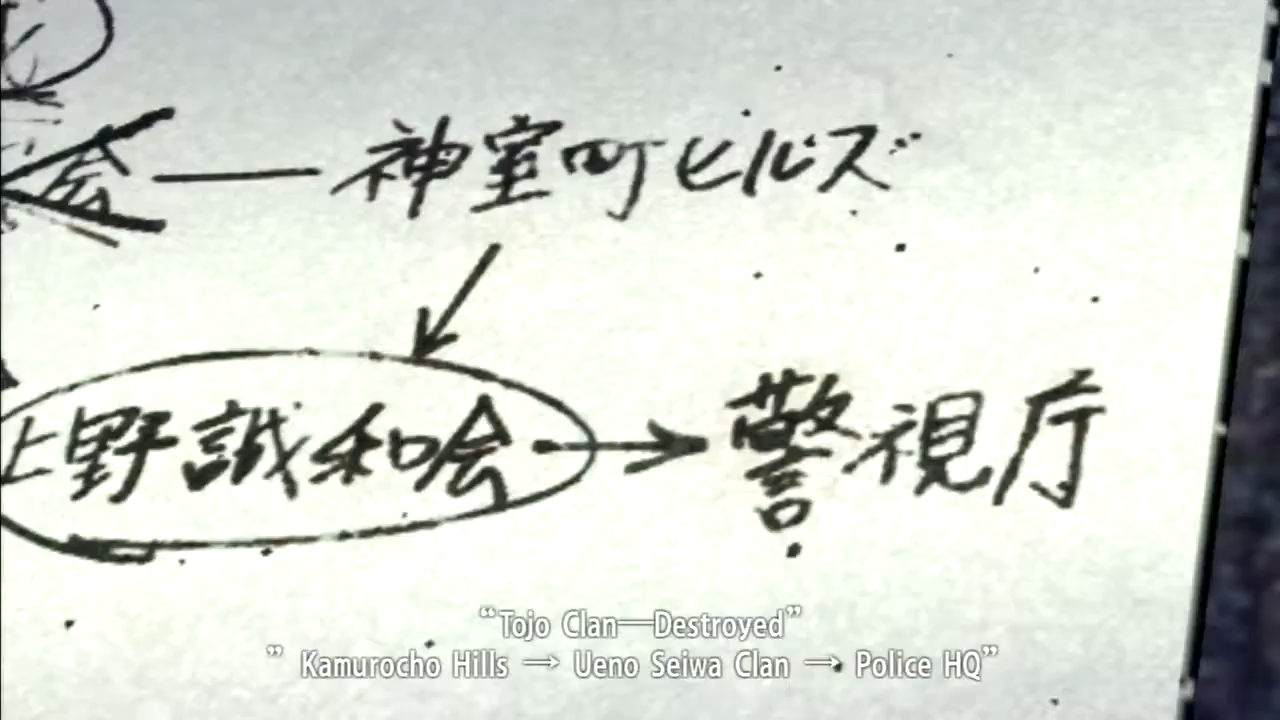 会 — 神室町ヒルズ
上野誠和会 → 警視庁
“Tojo Clan—Destroyed”
” Kamurocho Hills → Ueno Seiwa Clan → Police HQ”